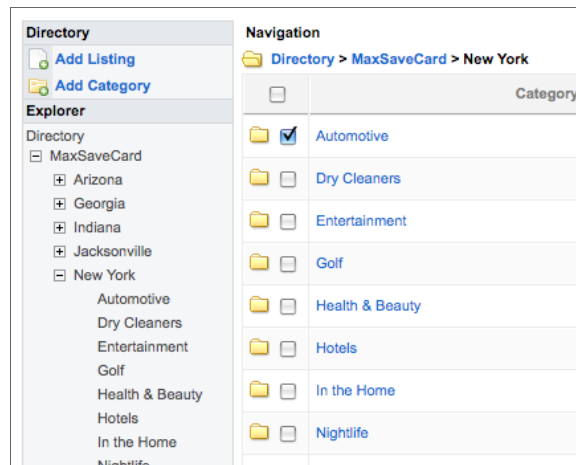 Directory
Add Listing
Add Category
Explorer
Directory
MaxSaveCard
Arizona
Georgia
Indiana
Jacksonville
New York
Automotive
Dry Cleaners
Entertainment
Golf
Health & Beauty
Hotels
In the Home
Nightlife
Navigation
Directory > MaxSaveCard > New York
Category
Automotive
Dry Cleaners
Entertainment
Golf
Health & Beauty
Hotels
In the Home
Nightlife